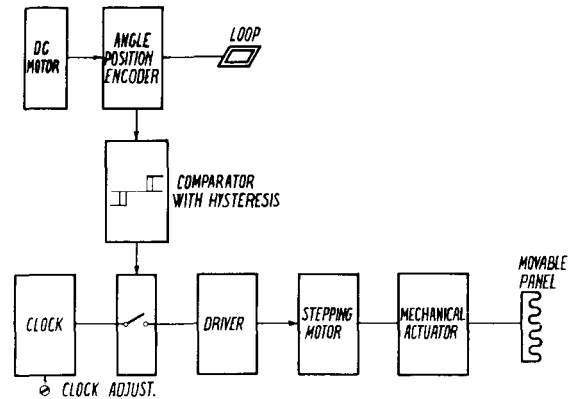 DC
MOTOR
ANGLE
POSITION
ENCODER
LOOP
COMPARATOR
WITH HYSTERESIS
CLOCK
DRIVER
STEPPING
MOTOR
MECHANICAL
ACTUATOR
MOVABLE
PANEL
CLOCK ADJUST.